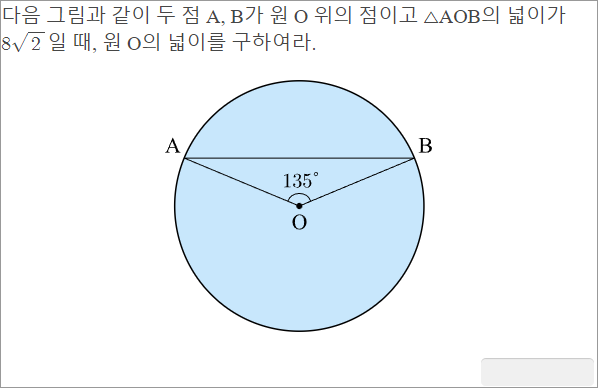 다음 그림과 같이 두 점 A, B가 원 O 위의 점이고 △AOB의 넓이가
8√2 일 때, 원 O의 넓이를 구하여라.
A
B
135°
O